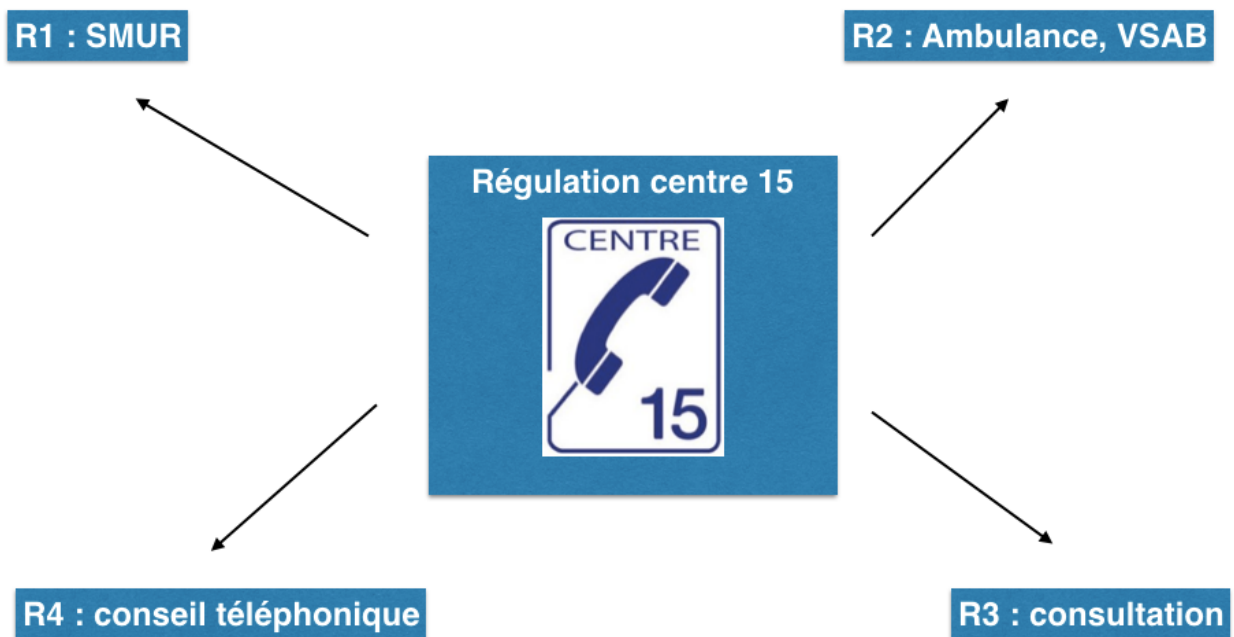 R1 : SMUR
R2 : Ambulance, VSAB
Régulation centre 15
CENTRE
15
R4 : conseil téléphonique
R3 : consultation